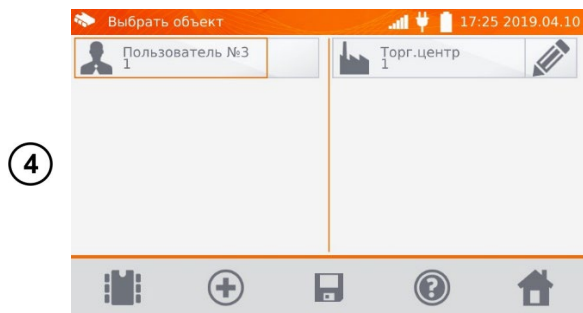 Выбрать объект
17:25 2019.04.10
Пользователь №3
1
Торг.центр
1
4